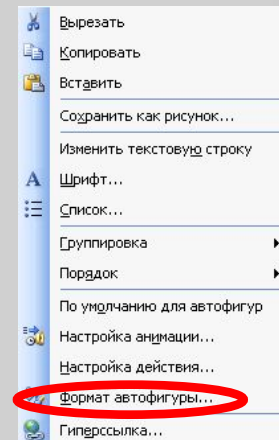 Вырезать
Копировать
Вставить
Сохранить как рисунок...
Изменить текстовую строку
Шрифт...
Список...
Группировка
Порядок
По умолчанию для автофигур
Настройка анимации...
Настройка действия...
Формат автофигуры...
Гиперссылка...